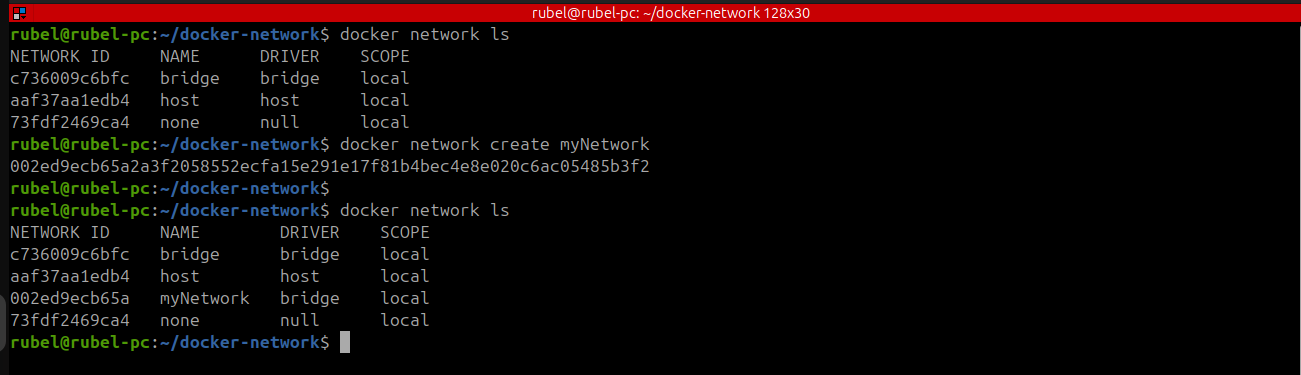 rubel@rubel-pc: ~/docker-network 128x30
rubel@rubel-pc:~/docker-network$ docker network ls
NETWORK ID     NAME      DRIVER    SCOPE
c736009c6bfc   bridge    bridge    local
aaf37aa1edb4   host      host      local
73fdf2469ca4   none      null      local
rubel@rubel-pc:~/docker-network$ docker network create myNetwork
002ed9ecb65a2a3f2058552ecfa15e291e17f81b4bec4e8e020c6ac05485b3f2
rubel@rubel-pc:~/docker-network$
rubel@rubel-pc:~/docker-network$ docker network ls
NETWORK ID     NAME        DRIVER    SCOPE
c736009c6bfc   bridge      bridge    local
aaf37aa1edb4   host        host      local
002ed9ecb65a   myNetwork   bridge    local
73fdf2469ca4   none        null      local
rubel@rubel-pc:~/docker-network$